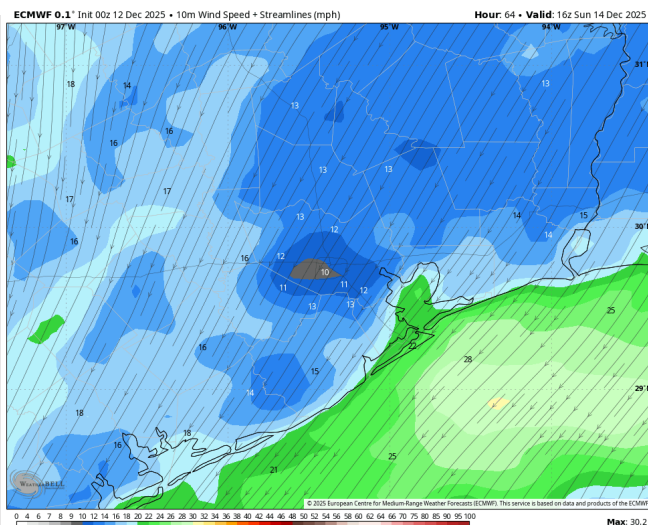 ECMWF 0.1° Init 00z 12 Dec 2025 • 10m Wind Speed + Streamlines (mph)
Hour: 64 • Valid: 16z Sun 14 Dec 2025
97°W 96°W 95°W 94°W
31°
18 14 13 13
16 16
13 13
17 17
13 14 15
12 14 30°
16 16 12
10
11 11 12
13 13
25
22
16 28
15
14 29°
18
18
16
25
21
WeatherBELL
© 2025 European Centre for Medium-Range Weather Forecasts (ECMWF). This service is based on data and products of the ECMWF
0 4 6 7 8 9 10 12 14 16 18 20 22 24 26 28 30 32 34 36 38 40 42 44 46 48 50 52 54 56 58 60 65 70 75 80 85 90 95 100
Max: 30.2